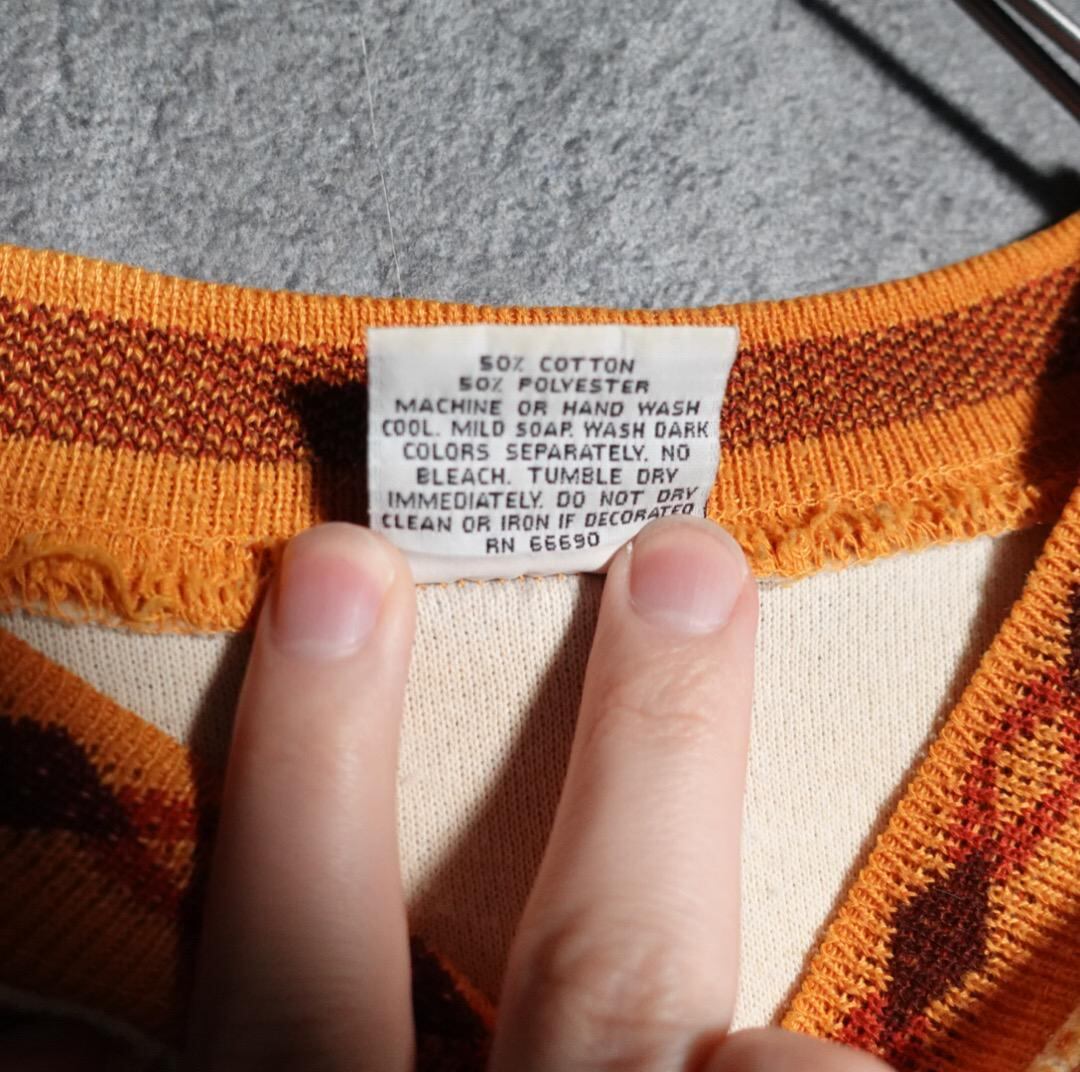 50% COTTON
50% POLYESTER
MACHINE OR HAND WASH
COOL. MILD SOAP. WASH DARK
COLORS SEPARATELY. NO
BLEACH. TUMBLE DRY
IMMEDIATELY. DO NOT DRY
CLEAN OR IRON IF DECORATED
RN 66690